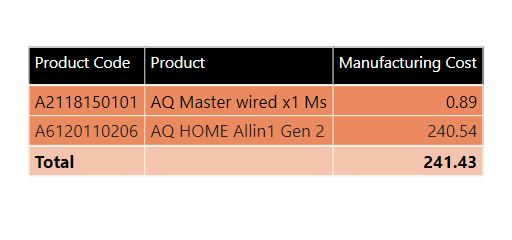 Product Code Product Manufacturing Cost
A2118150101 AQ Master wired x1 Ms 0.89
A6120110206 AQ HOME Allin1 Gen 2 240.54
Total 241.43